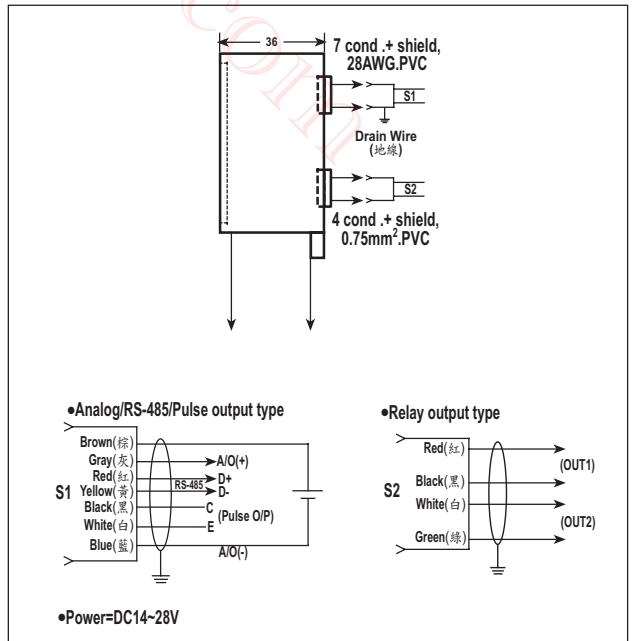 com
36
7 cond .+ shield,
28AWG.PVC
S1
Drain Wire
(地線)
S2
4 cond .+ shield,
0.75mm².PVC
●Analog/RS-485/Pulse output type
Brown(棕)
Gray(灰)
A/O(+)
Red(紅)
RS-485
D+
S1
Yellow(黃)
D-
Black(黑)
C
(Pulse O/P)
White(白)
E
Blue(藍)
A/O(-)
●Relay output type
Red(紅)
(OUT1)
Black(黑)
S2
White(白)
(OUT2)
Green(綠)
●Power=DC14~28V